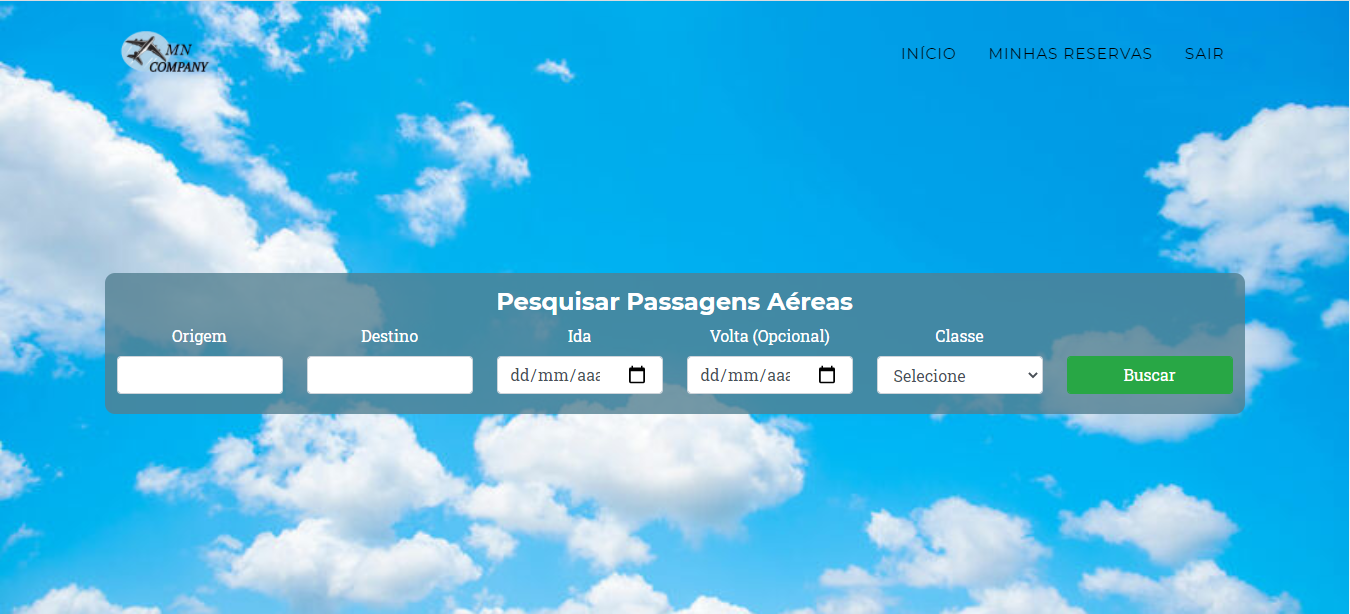 MN
COMPANY
INÍCIO MINHAS RESERVAS SAIR
Pesquisar Passagens Aéreas
Origem Destino Ida Volta (Opcional) Classe
dd/mm/aaa dd/mm/aaa Selecione Buscar